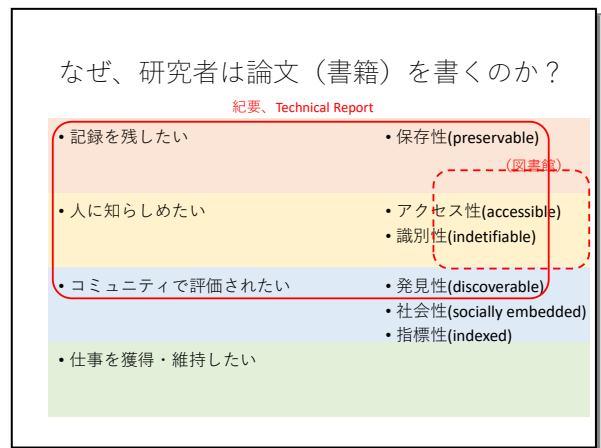 なぜ、研究者は論文（書籍）を書くのか？
紀要、Technical Report
• 記録を残したい
• 保存性(preservable)
（図書館）
• 人に知らしめたい
• アクセス性(accessible)
• 識別性(indetifiable)
• コミュニティで評価されたい
• 発見性(discoverable)
• 社会性(socially embedded)
• 指標性(indexed)
• 仕事を獲得・維持したい